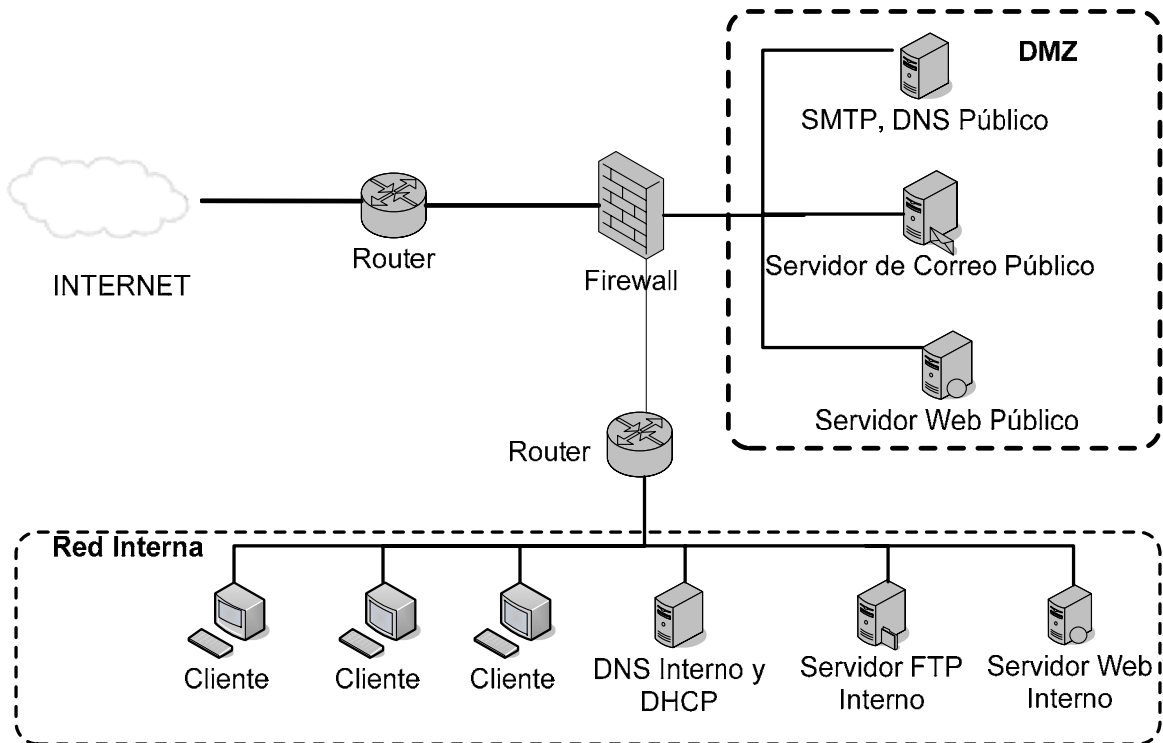 DMZ
SMTP, DNS Público
Servidor de Correo Público
Servidor Web Público
INTERNET
Router
Firewall
Router
Red Interna
Cliente
Cliente
Cliente
DNS Interno y
DHCP
Servidor FTP
Interno
Servidor Web
Interno